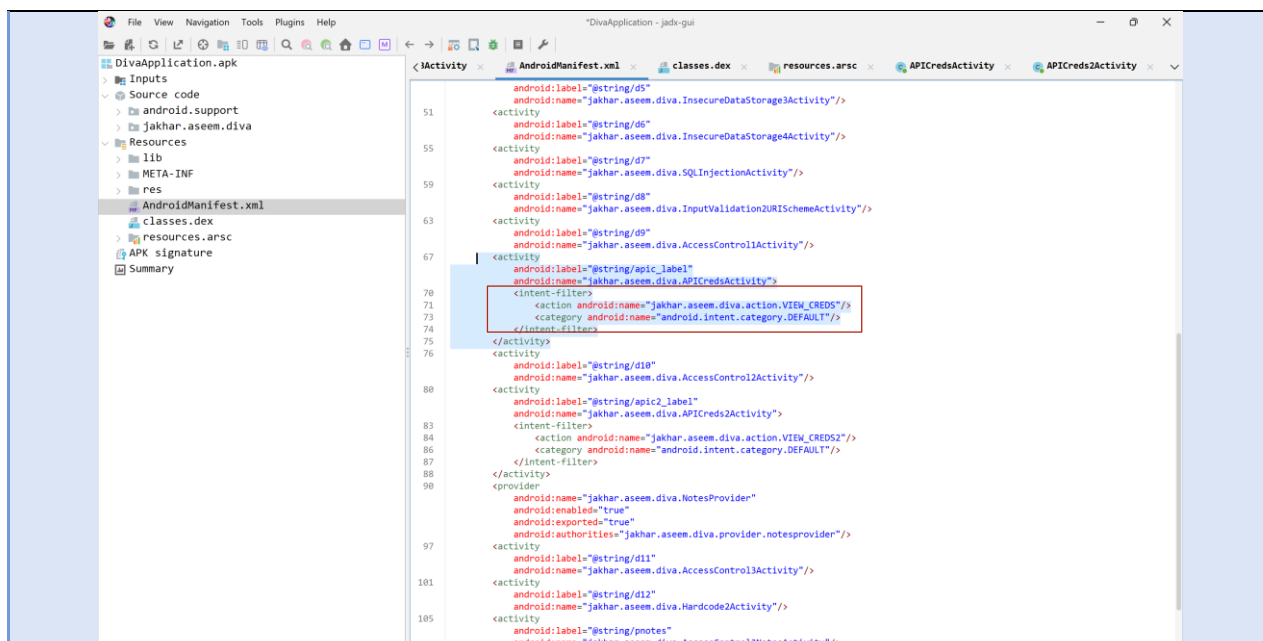 File View Navigation Tools Plugins Help
*DivaApplication - jadx-gui
DivaApplication.apk
Inputs
Source code
android.support
jakhar.aseem.diva
Resources
lib
META-INF
res
AndroidManifest.xml
classes.dex
resources.arsc
APK signature
Summary
Activity AndroidManifest.xml classes.dex resources.arsc APICredsActivity APICreds2Activity
android:label="@string/d5"
android:name="jakhar.aseem.diva.InsecureDataStorage3Activity"/>
51 <activity
android:label="@string/d6"
android:name="jakhar.aseem.diva.InsecureDataStorage4Activity"/>
55 <activity
android:label="@string/d7"
android:name="jakhar.aseem.diva.SQLInjectionActivity"/>
59 <activity
android:label="@string/d8"
android:name="jakhar.aseem.diva.InputValidation2URISchemeActivity"/>
63 <activity
android:label="@string/d9"
android:name="jakhar.aseem.diva.AccessControl1Activity"/>
67 <activity
android:label="@string/apic_label"
android:name="jakhar.aseem.diva.APICredsActivity">
70 <intent-filter>
71 <action android:name="jakhar.aseem.diva.action.VIEW_CREDS"/>
73 <category android:name="android.intent.category.DEFAULT"/>
74 </intent-filter>
75 </activity>
76 <activity
android:label="@string/d10"
android:name="jakhar.aseem.diva.AccessControl2Activity"/>
80 <activity
android:label="@string/apic2_label"
android:name="jakhar.aseem.diva.APICreds2Activity">
83 <intent-filter>
84 <action android:name="jakhar.aseem.diva.action.VIEW_CREDS2"/>
86 <category android:name="android.intent.category.DEFAULT"/>
87 </intent-filter>
88 </activity>
90 <provider
android:name="jakhar.aseem.diva.NotesProvider"
android:enabled="true"
android:exported="true"
android:authorities="jakhar.aseem.diva.provider.notesprovider"/>
97 <activity
android:label="@string/d11"
android:name="jakhar.aseem.diva.AccessControl3Activity"/>
101 <activity
android:label="@string/d12"
android:name="jakhar.aseem.diva.Hardcode2Activity"/>
105 <activity
android:label="@string/pnotes"